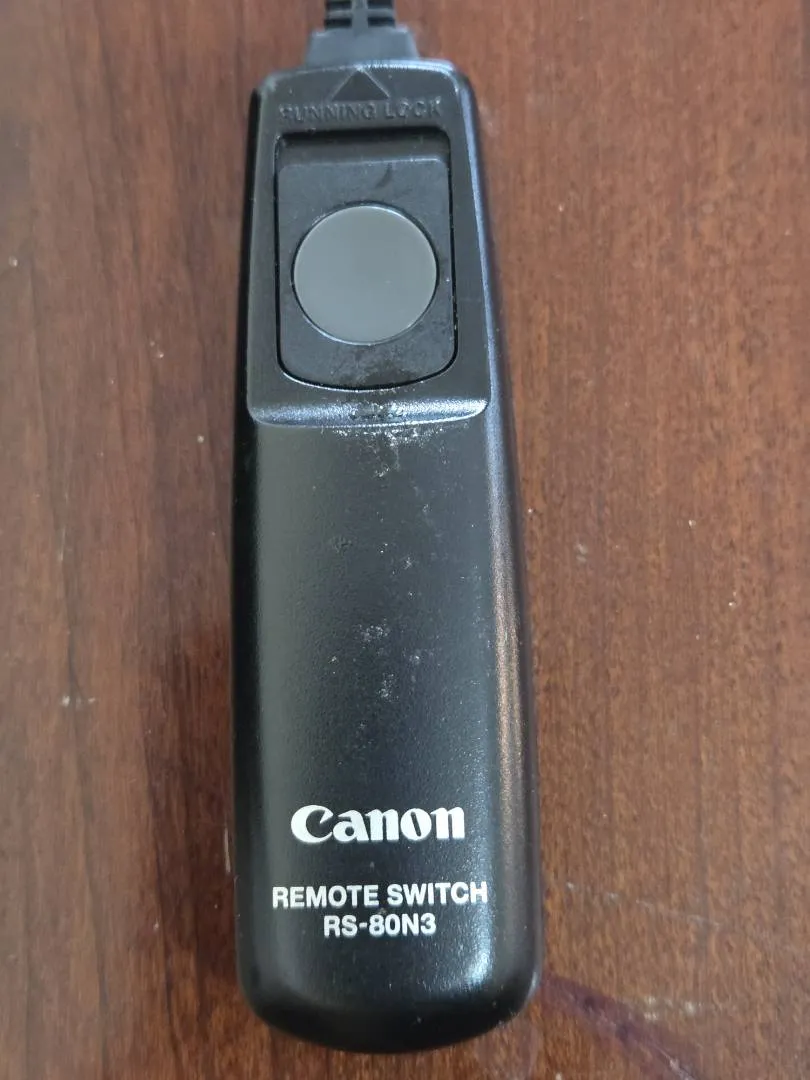 RUNNING LOCK
Canon
REMOTE SWITCH
RS-80N3